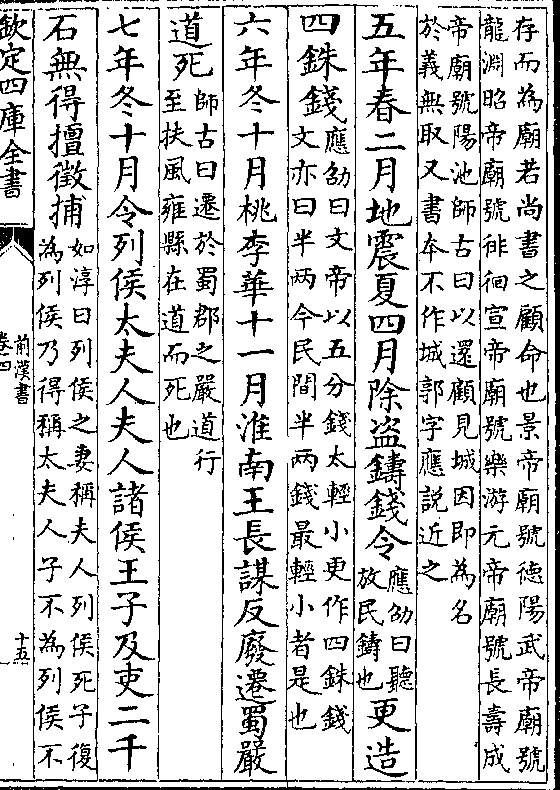 存而為廟若尚書之顧命也景帝廟號德陽武帝廟號
龍淵昭帝廟號徘徊宣帝廟號樂游元帝廟號長壽成
帝廟號陽池師古曰以還顧見城因即為名
於義無取又書本不作城郭字應説近之
五年春二月地震夏四月除盗鑄錢令
應劭曰聽
放民鑄也
更造
四銖錢
應劭曰文帝以五分錢太輕小更作四銖錢
文亦曰半两今民間半两錢最輕小者是也
六年冬十月桃李華十一月淮南王長謀反廢遷蜀嚴
道死
師古曰遷於蜀郡之嚴道行
至扶風雍縣在道而死也
七年冬十月令列侯太夫人夫人諸侯王子及吏二千
石無得擅徵捕
如淳曰列侯之妻稱夫人列侯死子復
為列侯乃得稱太夫人子不為列侯不
欽定四庫全書
前漢書
卷四
十五